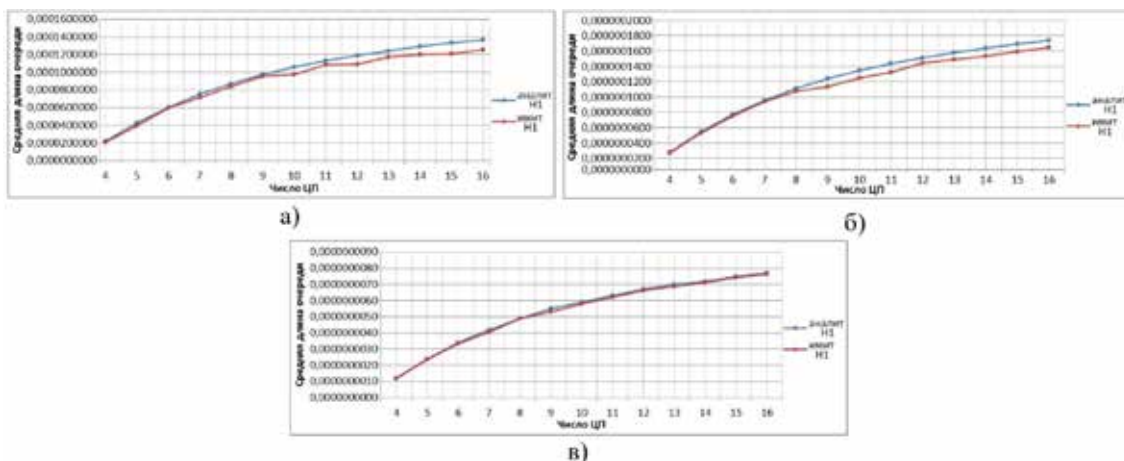 0,0001600000
0,0001400000
0,0001200000
0,0001000000
0,0000800000
0,0000600000
0,0000400000
0,0000200000
0,0000000000
Средняя длина очереди
4 5 6 7 8 9 10 11 12 13 14 15 16
Число ЦП
аналит
H1
имит
H1
а)
0,0000002000
0,0000001800
0,0000001600
0,0000001400
0,0000001200
0,0000001000
0,0000000800
0,0000000600
0,0000000400
0,0000000200
0,0000000000
Средняя длина очереди
4 5 6 7 8 9 10 11 12 13 14 15 16
Число ЦП
аналит
H1
имит
H1
б)
0,0000000090
0,0000000080
0,0000000070
0,0000000060
0,0000000050
0,0000000040
0,0000000030
0,0000000020
0,0000000010
0,0000000000
Средняя длина очереди
4 5 6 7 8 9 10 11 12 13 14 15 16
Число ЦП
аналит
H1
имит
H1
в)